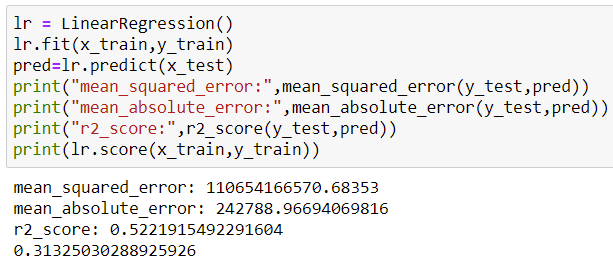 lr = LinearRegression()
lr.fit(x_train,y_train)
pred=lr.predict(x_test)
print("mean_squared_error:",mean_squared_error(y_test,pred))
print("mean_absolute_error:",mean_absolute_error(y_test,pred))
print("r2_score:",r2_score(y_test,pred))
print(lr.score(x_train,y_train))
mean_squared_error: 110654166570.68353
mean_absolute_error: 242788.96694069816
r2_score: 0.5221915492291604
0.31325030288925926